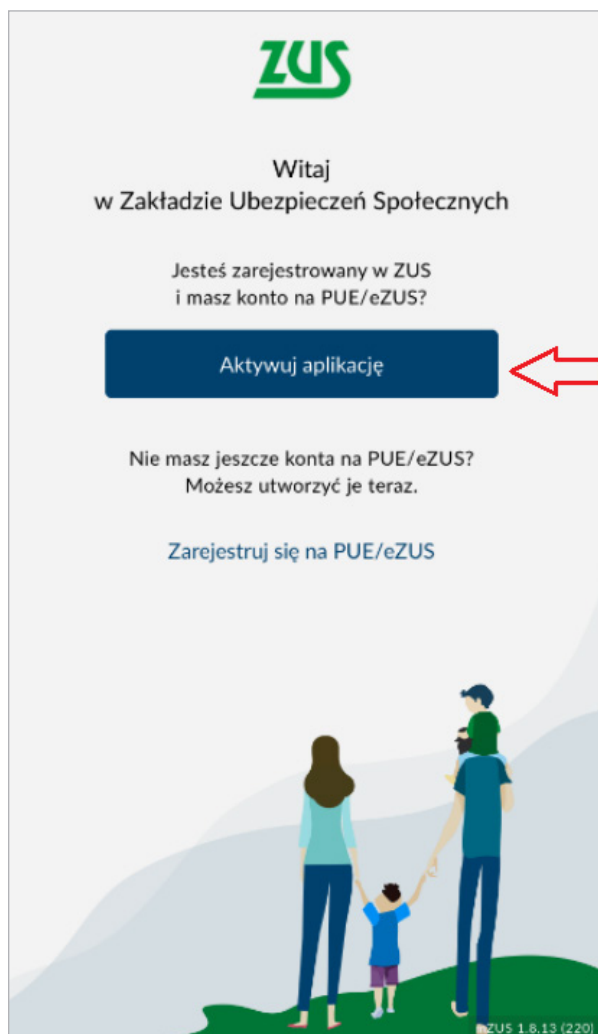 ZUS
Witaj
w Zakładzie Ubezpieczeń Społecznych
Jesteś zarejestrowany w ZUS
i masz konto na PUE/eZUS?
Aktywuj aplikację
Nie masz jeszcze konta na PUE/eZUS?
Możesz utworzyć je teraz.
Zarejestruj się na PUE/eZUS
mZUS 1.8.13 (220)